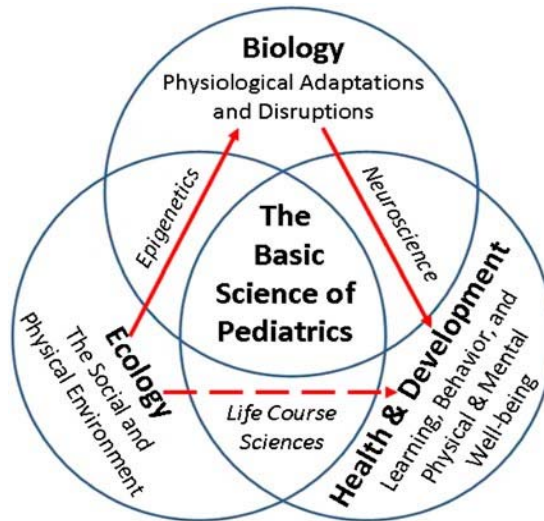 Biology
Physiological Adaptations
and Disruptions
Epigenetics
Neuroscience
The
Basic
Science of
Pediatrics
Ecology
The Social and
Physical Environment
Life Course
Sciences
Health & Development
Learning, Behavior, and
Physical & Mental
Well-being